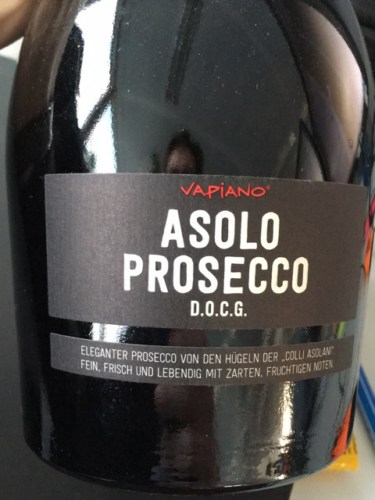 VAPIANO®
ASOLO
PROSECCO
D.O.C.G.
ELEGANTER PROSECCO VON DEN HÜGELN DER „COLLI ASOLANI"
FEIN, FRISCH UND LEBENDIG MIT ZARTEN, FRUCHTIGEN NOTEN.